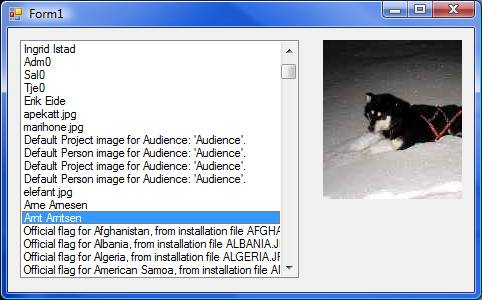 Form1
Ingrid Istad
Adm0
Sal0
Tje0
Erik Eide
apekatt.jpg
marihone.jpg
Default Project image for Audience: 'Audience'.
Default Person image for Audience: 'Audience'.
Default Project image for Audience: 'Audience'.
Default Person image for Audience: 'Audience'.
elefant.jpg
Arne Arnesen
Arnt Arntsen
Official flag for Afghanistan, from installation file AFGHA
Official flag for Albania, from installation file ALBANIA.JF
Official flag for Algeria, from installation file ALGERIA.JF
Official flag for American Samoa, from installation file Al